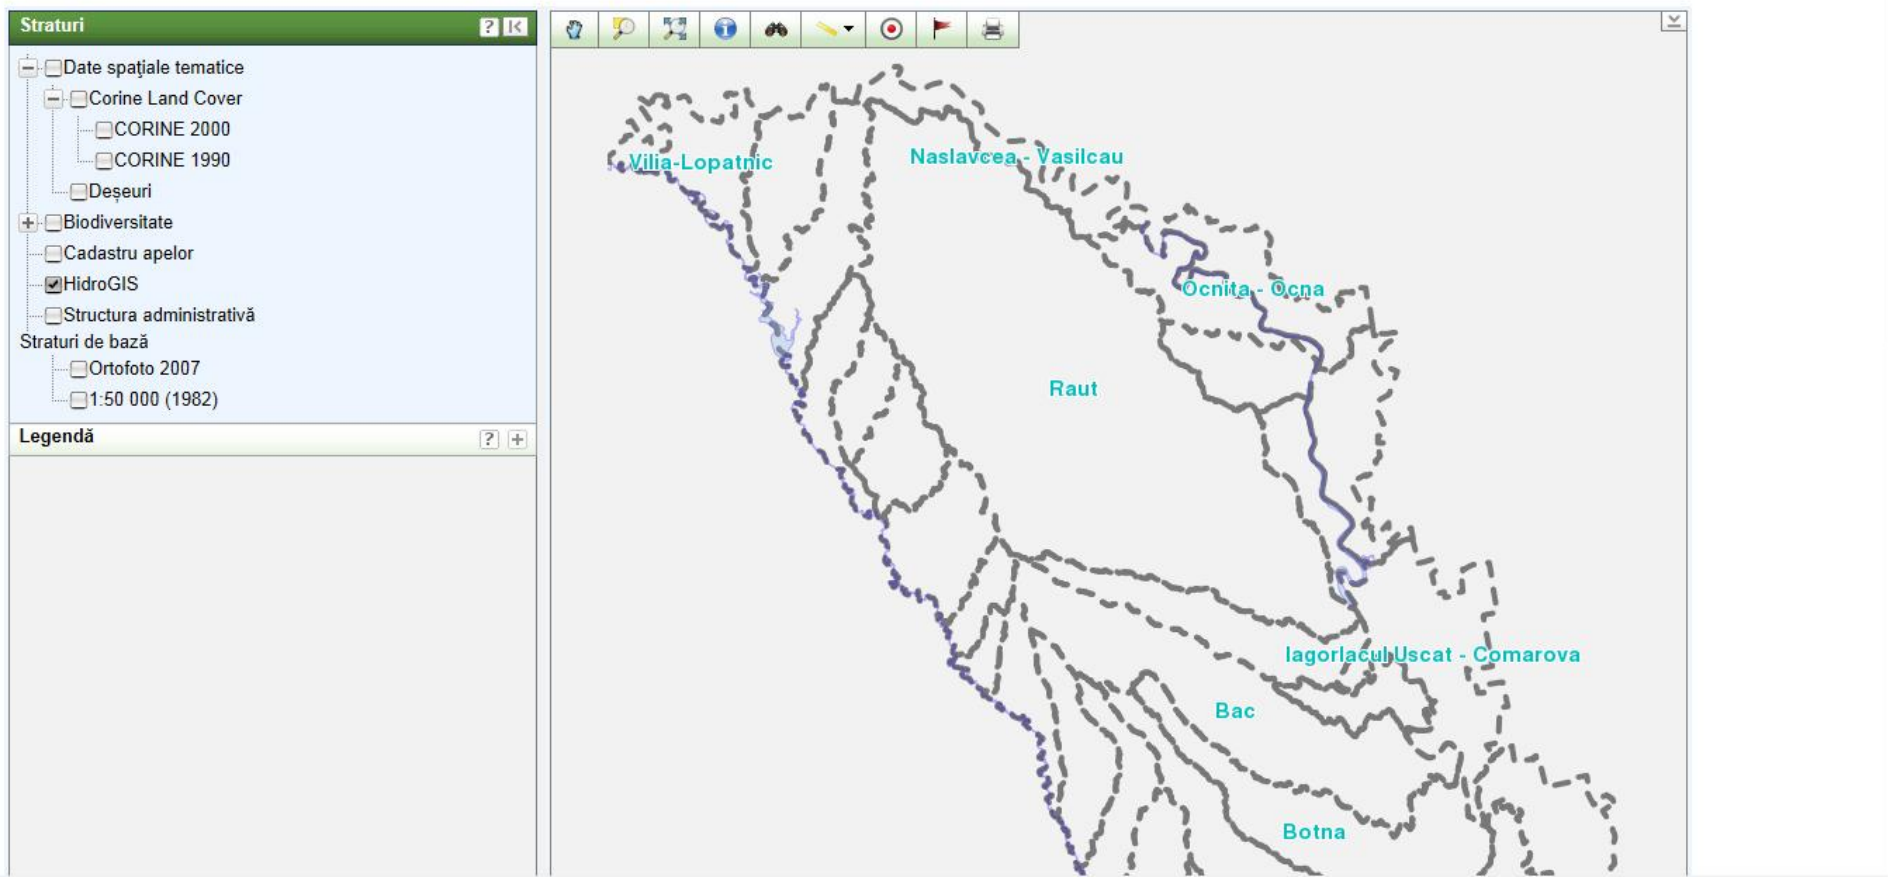 Straturi
Date spațiale tematice
Corine Land Cover
CORINE 2000
CORINE 1990
Deșeuri
Biodiversitate
Cadastru apelor
HidroGIS
Structura administrativă
Straturi de bază
Ortofoto 2007
1:50 000 (1982)
Legendă
Vilia-Lopatnic
Naslavcea - Vasilcau
Ocnita - Ocna
Raut
Iagorlacul Uscat - Comarova
Bac
Botna